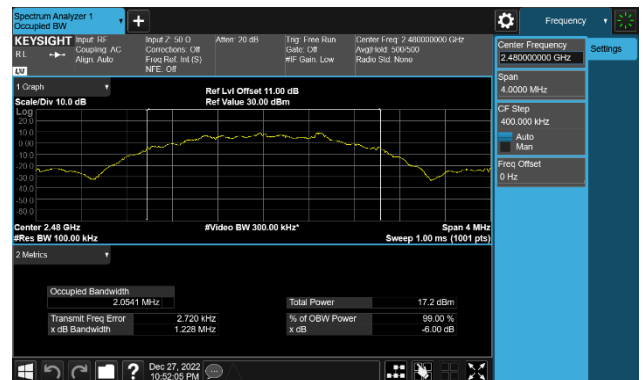 Spectrum Analyzer 1
Occupied BW
Frequency
KEYSIGHT
RL
Input: RF
Coupling: AC
Align: Auto
Input Z: 50 Ω
Corrections: Off
Freq Ref: Int (S)
NFE: Off
Atten: 20 dB
Trig: Free Run
Gate: Off
#IF Gain: Low
Center Freq: 2.480000000 GHz
Avg|Hold: 500/500
Radio Std: None
Center Frequency
2.480000000 GHz
Settings
Span
4.0000 MHz
CF Step
400.000 kHz
Auto
Man
Freq Offset
0 Hz
1 Graph
Scale/Div 10.0 dB
Ref Lvl Offset 11.00 dB
Ref Value 30.00 dBm
Log
20.0
10.0
0.00
-10.0
-20.0
-30.0
-40.0
-50.0
-60.0
Center 2.48 GHz
#Video BW 300.00 kHz*
Span 4 MHz
#Res BW 100.00 kHz
Sweep 1.00 ms (1001 pts)
2 Metrics
Occupied Bandwidth
2.0541 MHz
Total Power
17.2 dBm
Transmit Freq Error
2.720 kHz
% of OBW Power
99.00 %
x dB Bandwidth
1.228 MHz
x dB
-6.00 dB
Dec 27, 2022
10:52:05 PM